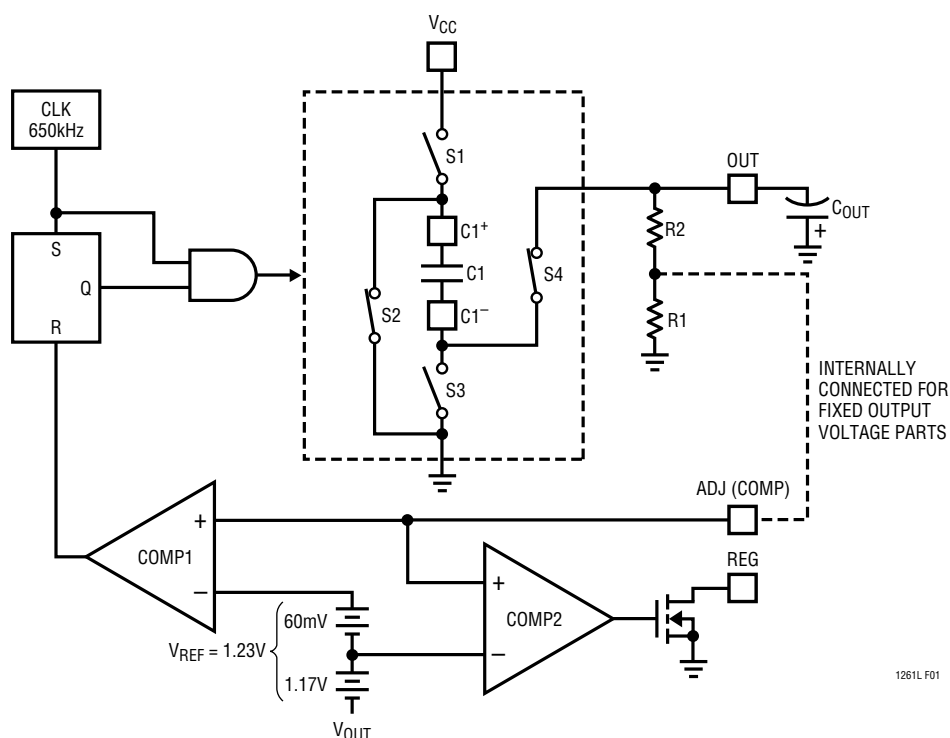 V_CC
CLK
650kHz
S1
OUT
C_OUT
+
R2
S
Q
R
C1+
C1
C1–
S2
S4
R1
S3
INTERNALLY
CONNECTED FOR
FIXED OUTPUT
VOLTAGE PARTS
ADJ (COMP)
+
COMP1
–
REG
+
COMP2
–
60mV
V_REF = 1.23V
1.17V
V_OUT
1261L F01